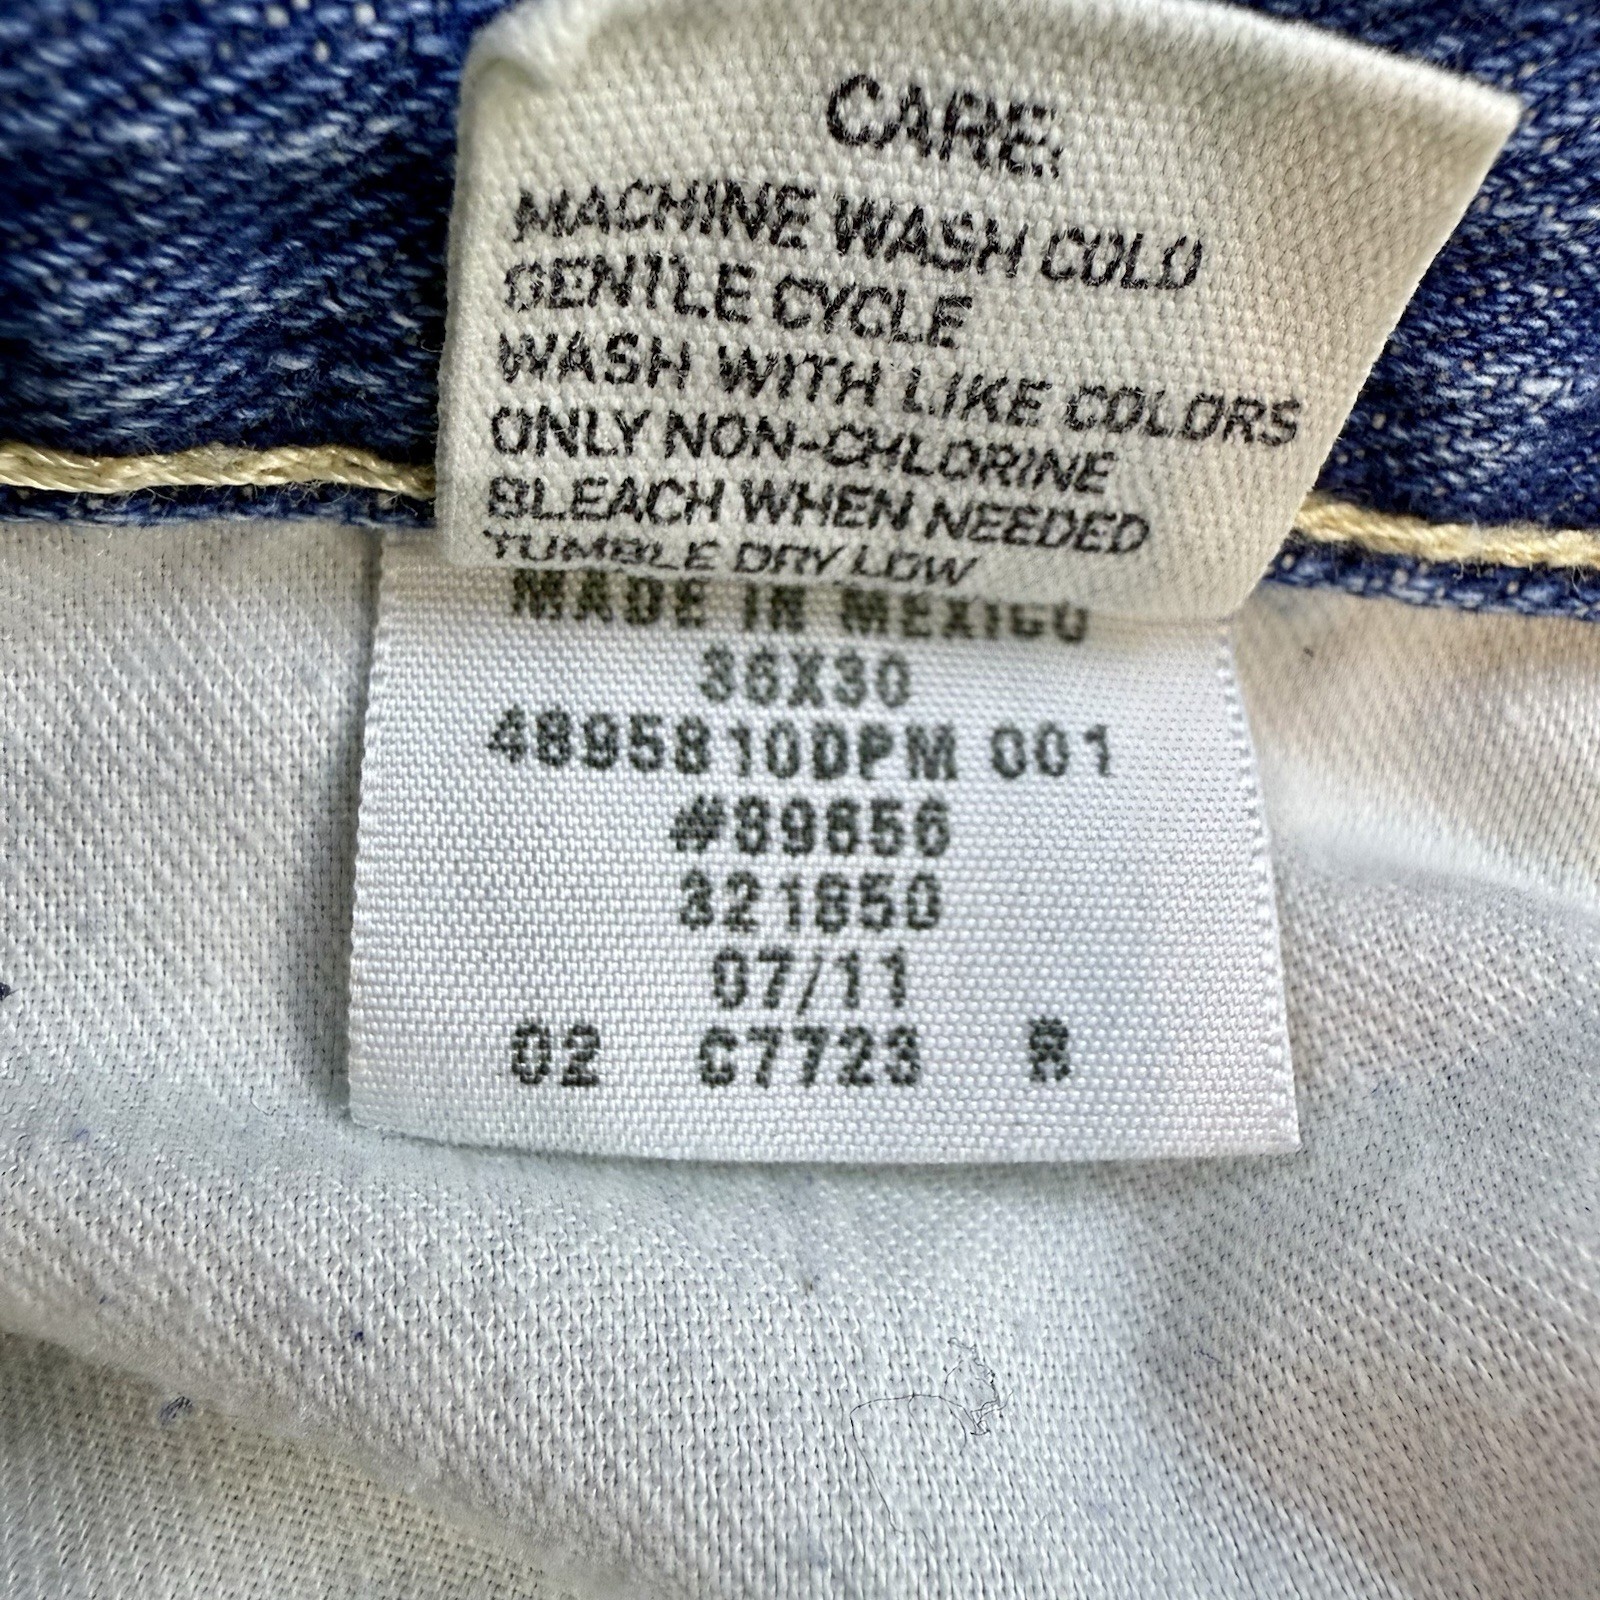 CARE:
MACHINE WASH COLD
GENTLE CYCLE
WASH WITH LIKE COLORS
ONLY NON-CHLORINE
BLEACH WHEN NEEDED
TUMBLE DRY LOW
MADE IN MEXICO
36X30
4895810DPM 001
#89656
321850
07/11
02 C7723 R